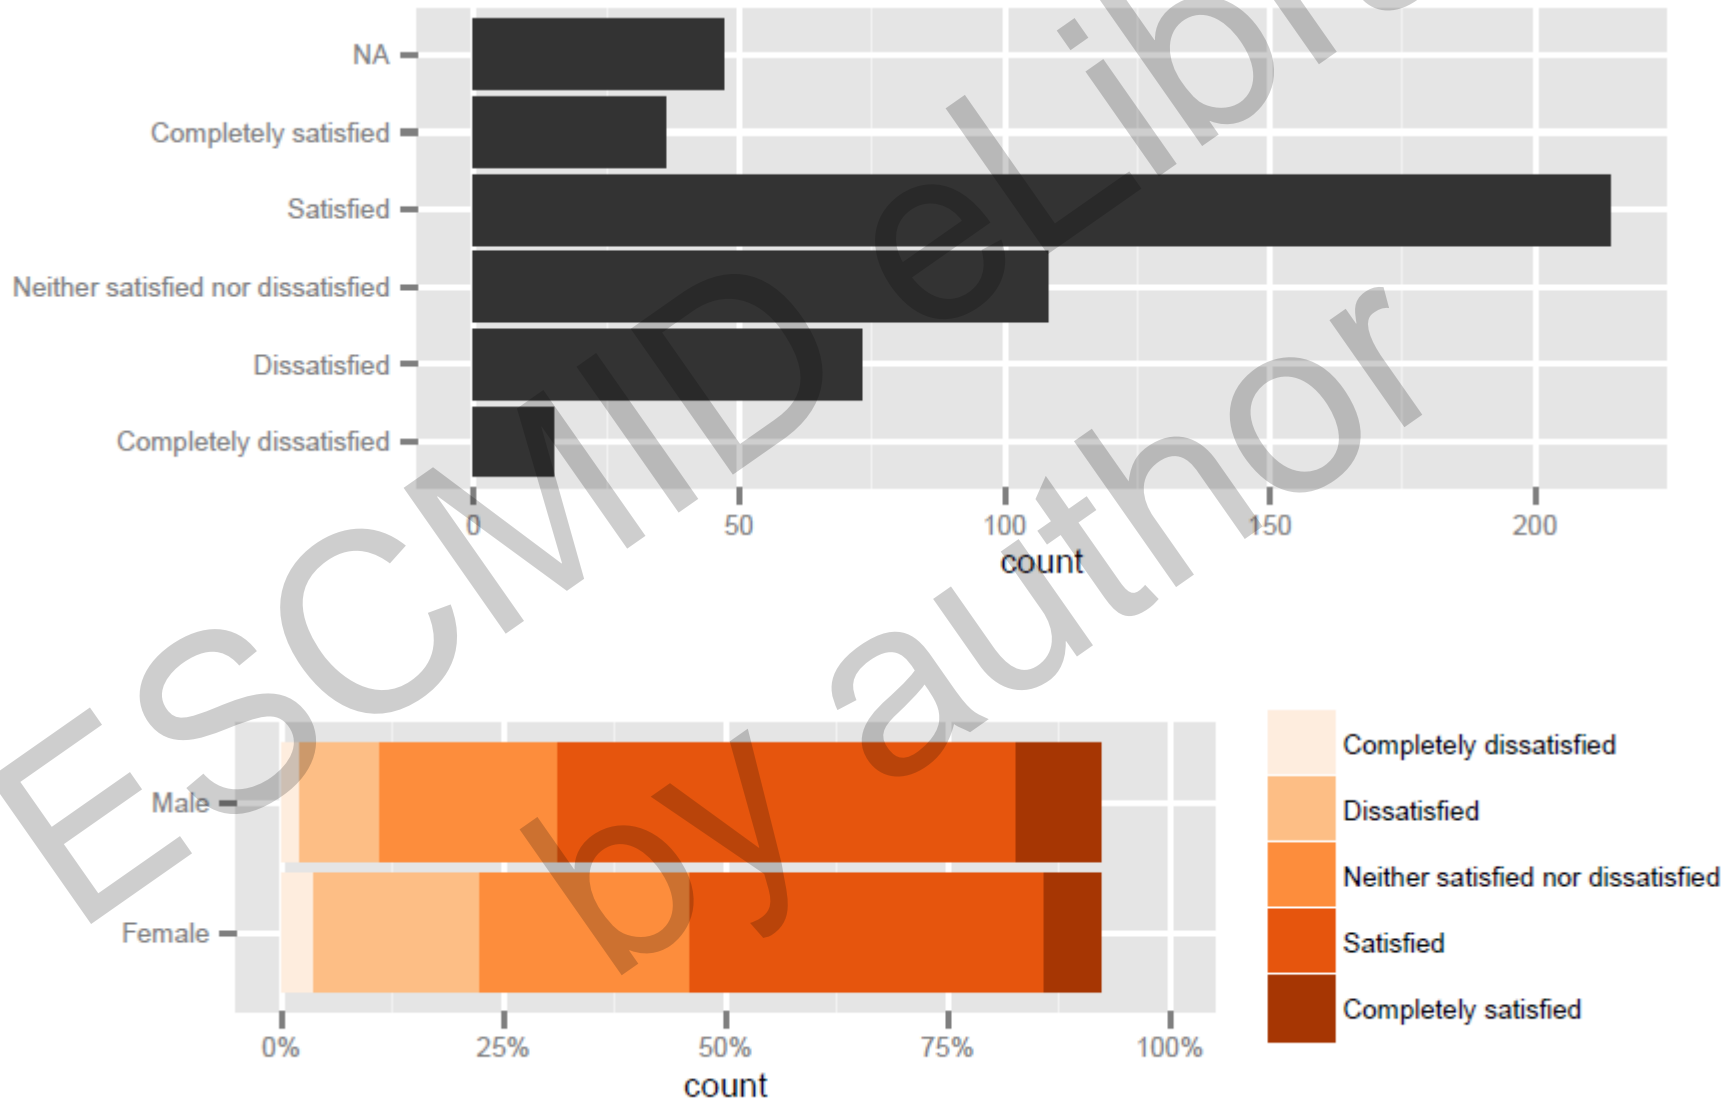 NA
Completely satisfied
Satisfied
Neither satisfied nor dissatisfied
Dissatisfied
Completely dissatisfied
0 50 100 150 200
count
ESCMID eLibr
by author
Male
Female
0% 25% 50% 75% 100%
count
Completely dissatisfied
Dissatisfied
Neither satisfied nor dissatisfied
Satisfied
Completely satisfied